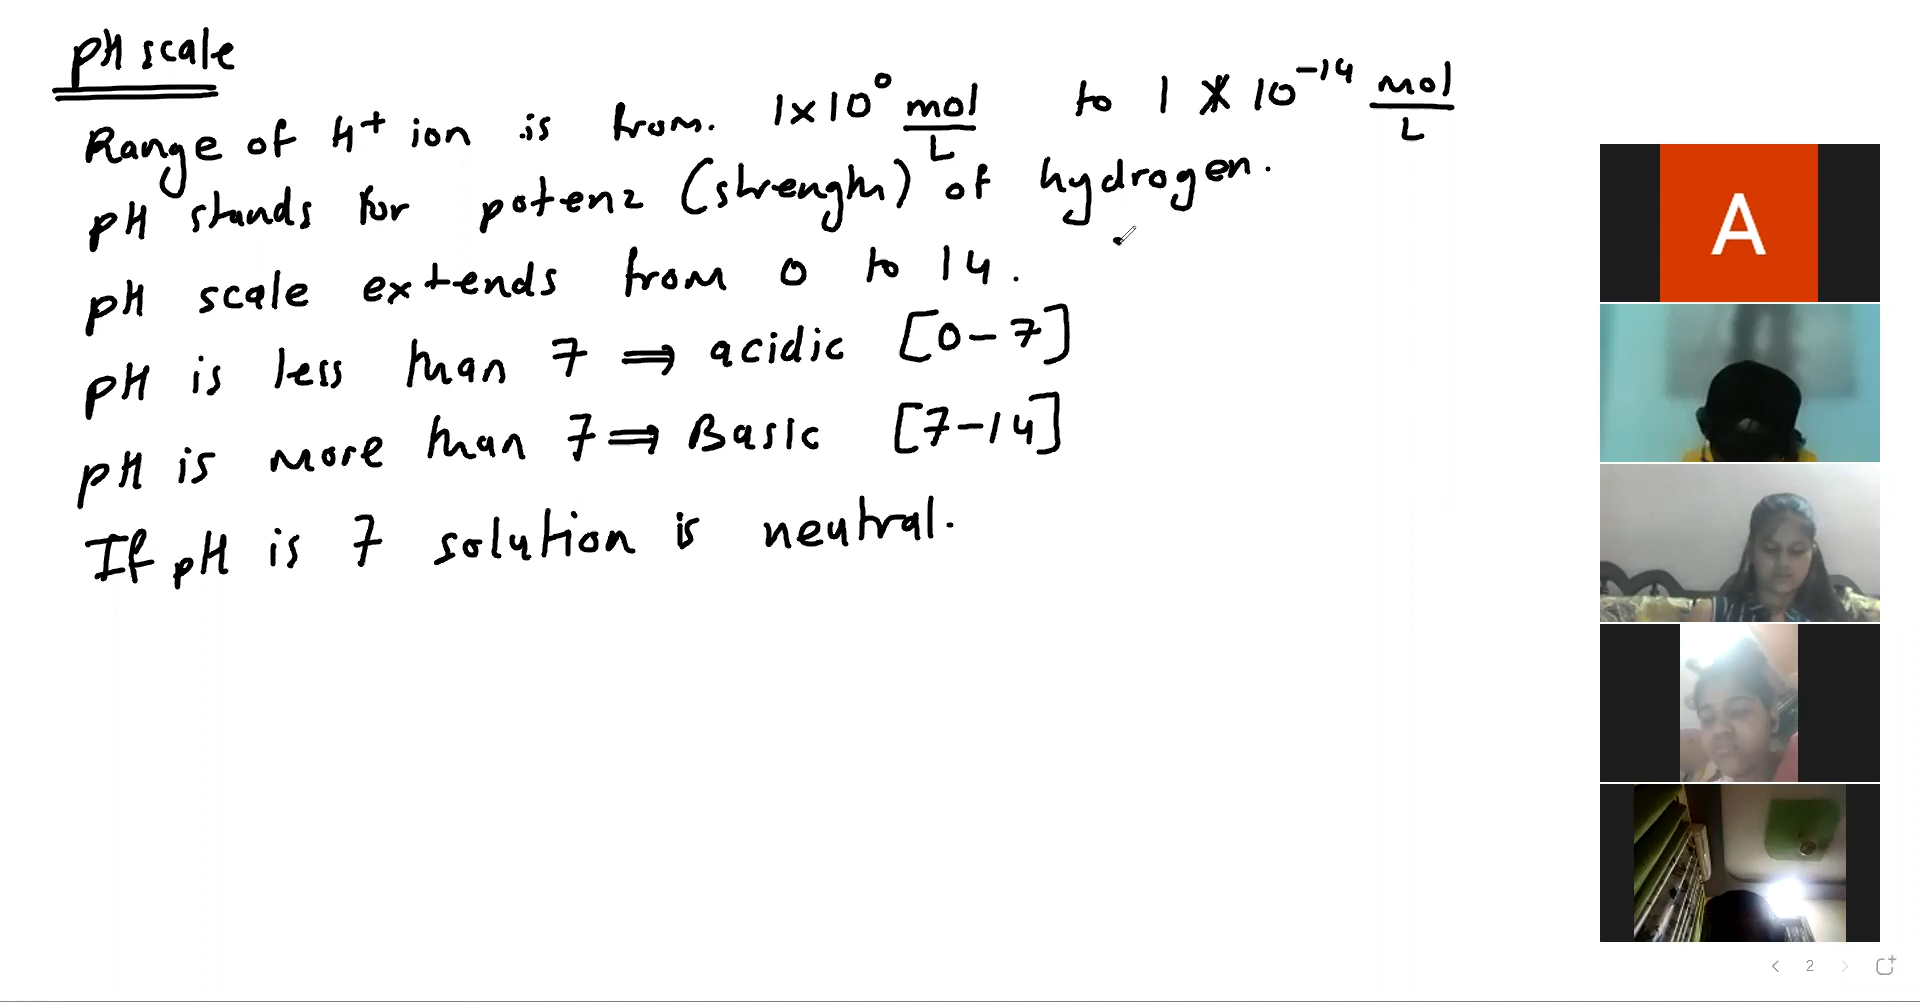 pH scale
Range of H⁺ ion is from. 1×10⁰ mol/L to 1 × 10⁻¹⁴ mol/L
pH stands for potenz (strength) of hydrogen.
pH scale extends from 0 to 14.
pH is less than 7 ⇒ acidic [0-7]
pH is more than 7 ⇒ Basic [7-14]
If pH is 7 solution is neutral.
A
2